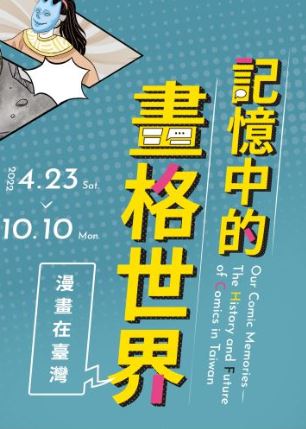 記憶中的
畫格世界
Our Comic Memories—
The History and Future
of Comics in Taiwan
2022
4.23 Sat.
10.10 Mon.
漫畫在臺灣